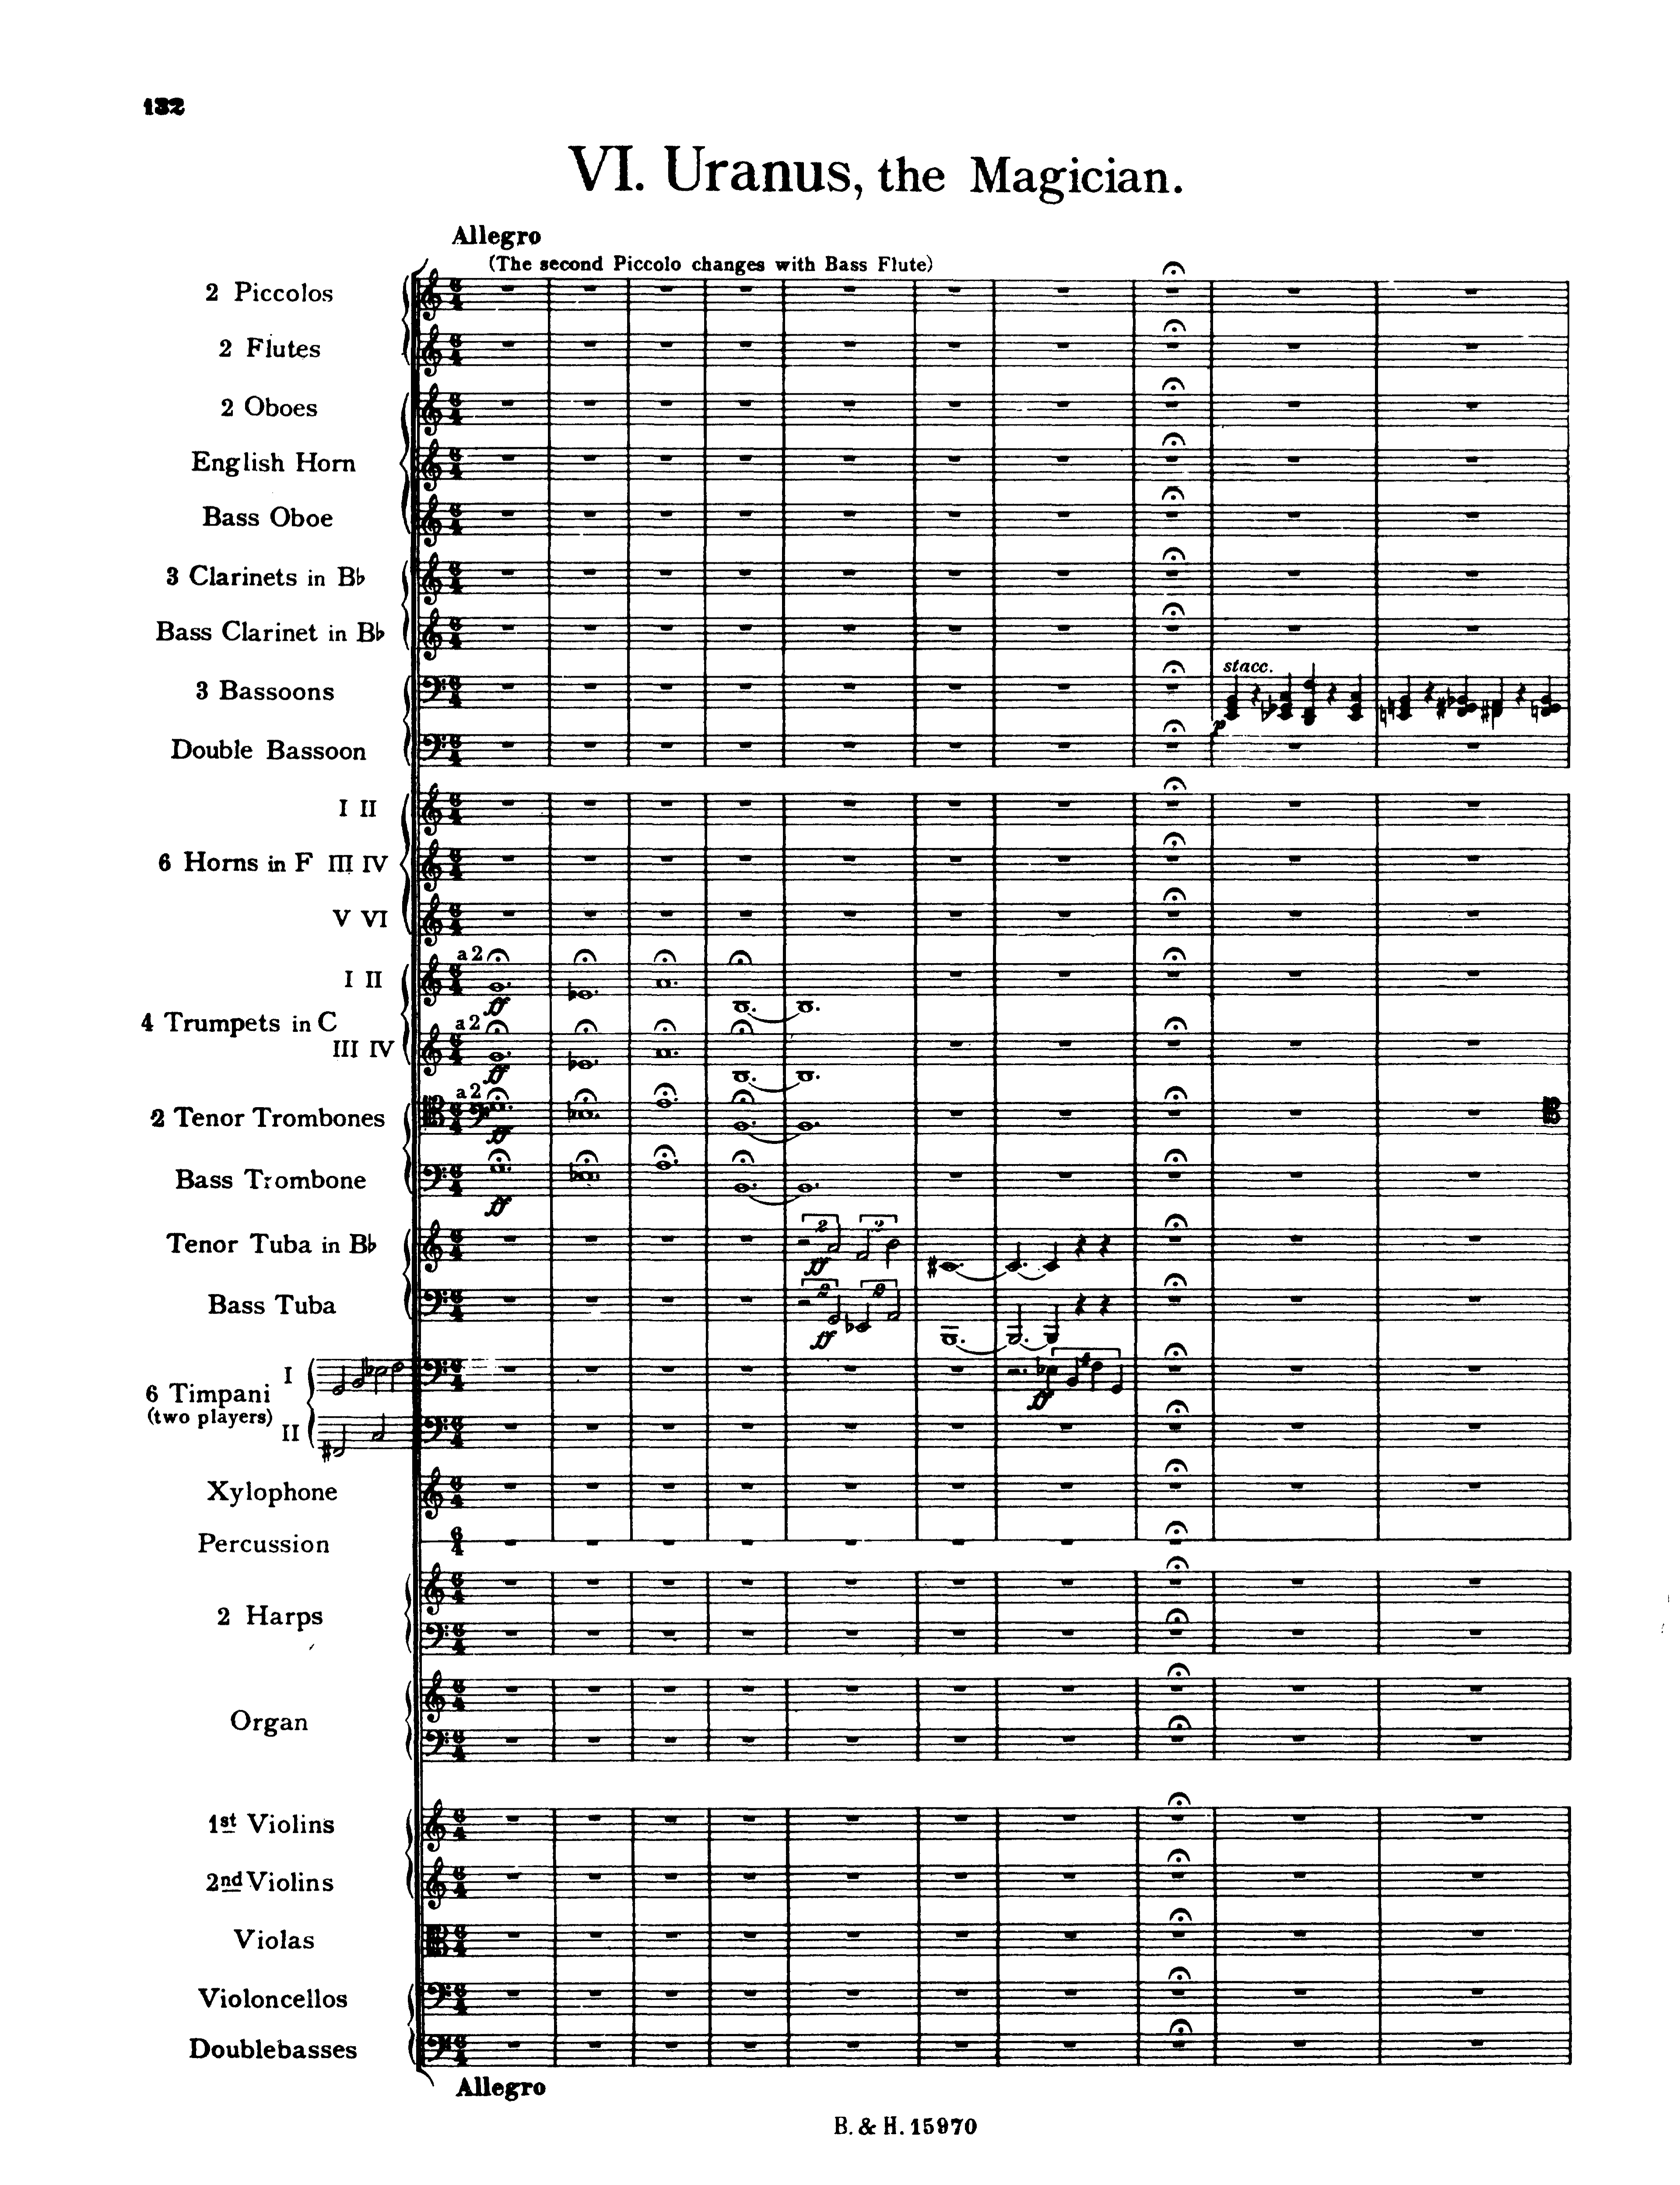 132
VI. Uranus, the Magician.
Allegro
(The second Piccolo changes with Bass Flute)
2 Piccolos
2 Flutes
2 Oboes
English Horn
Bass Oboe
3 Clarinets in B♭
Bass Clarinet in B♭
stacc.
3 Bassoons
p
Double Bassoon
I II
6 Horns in F III IV
V VI
a2
I II
ff
4 Trumpets in C
a2
III IV
ff
a2
2 Tenor Trombones
ff
Bass Trombone
ff
2 2
Tenor Tuba in B♭
ff
2 2
Bass Tuba
ff
I
4
6 Timpani
ff
(two players)
II
Xylophone
Percussion
2 Harps
Organ
1st Violins
2nd Violins
Violas
Violoncellos
Doublebasses
Allegro
B. & H. 15970